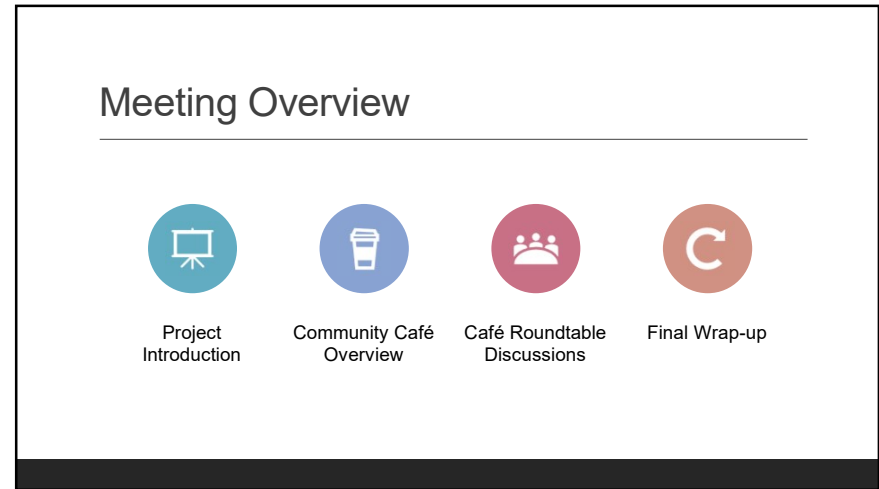 Meeting Overview
Project
Introduction
Community Café
Overview
Café Roundtable
Discussions
Final Wrap-up